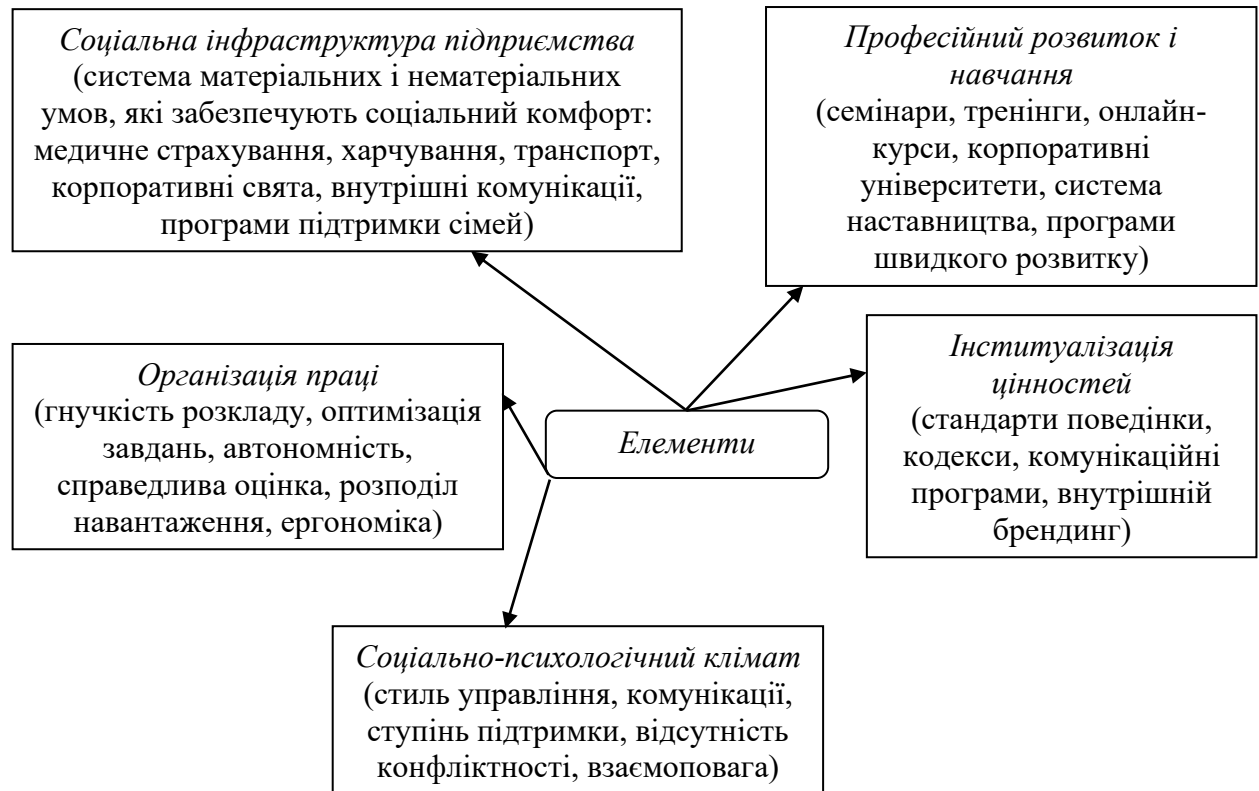 Соціальна інфраструктура підприємства
(система матеріальних і нематеріальних
умов, які забезпечують соціальний комфорт:
медичне страхування, харчування, транспорт,
корпоративні свята, внутрішні комунікації,
програми підтримки сімей)
Професійний розвиток і
навчання
(семінари, тренінги, онлайн-
курси, корпоративні
університети, система
наставництва, програми
швидкого розвитку)
Організація праці
(гнучкість розкладу, оптимізація
завдань, автономність,
справедлива оцінка, розподіл
навантаження, ергономіка)
Елементи
Інституалізація
цінностей
(стандарти поведінки,
кодекси, комунікаційні
програми, внутрішній
брендинг)
Соціально-психологічний клімат
(стиль управління, комунікації,
ступінь підтримки, відсутність
конфліктності, взаємоповага)